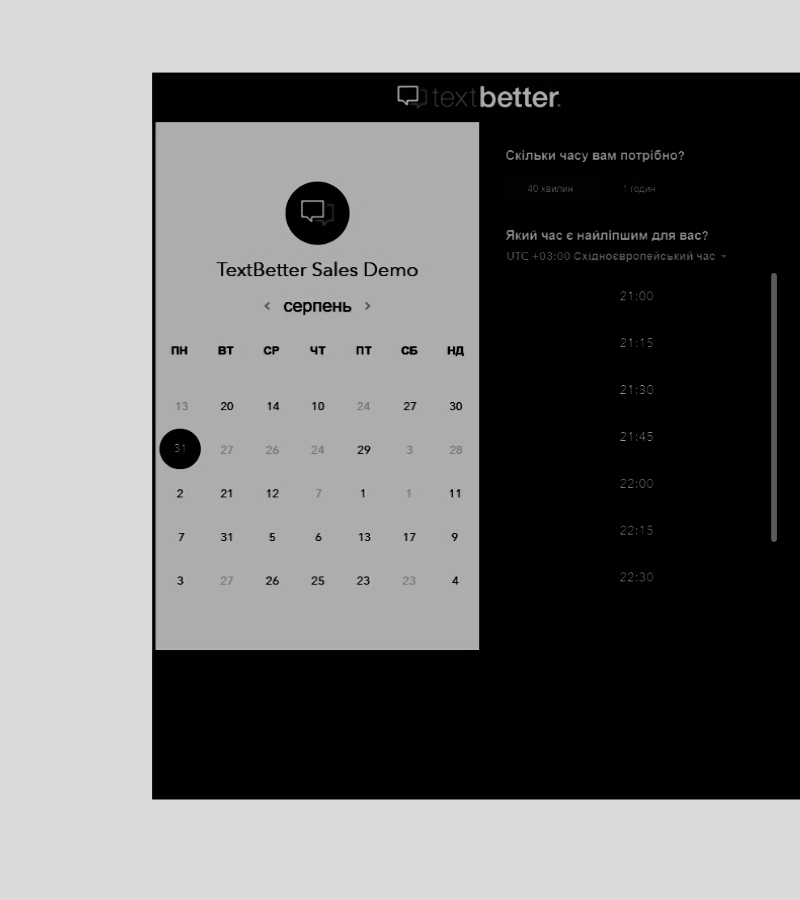 textbetter.
TextBetter Sales Demo
< серпень >
ПН ВТ СР ЧТ ПТ СБ НД
13 20 14 10 24 27 30
31 27 26 24 29 3 28
2 21 12 7 1 1 11
7 31 5 6 13 17 9
3 27 26 25 23 23 4
Скільки часу вам потрібно?
40 хвилин 1 годин
Який час є найліпшим для вас?
UTC +03:00 Східноєвропейський час
21:00
21:15
21:30
21:45
22:00
22:15
22:30